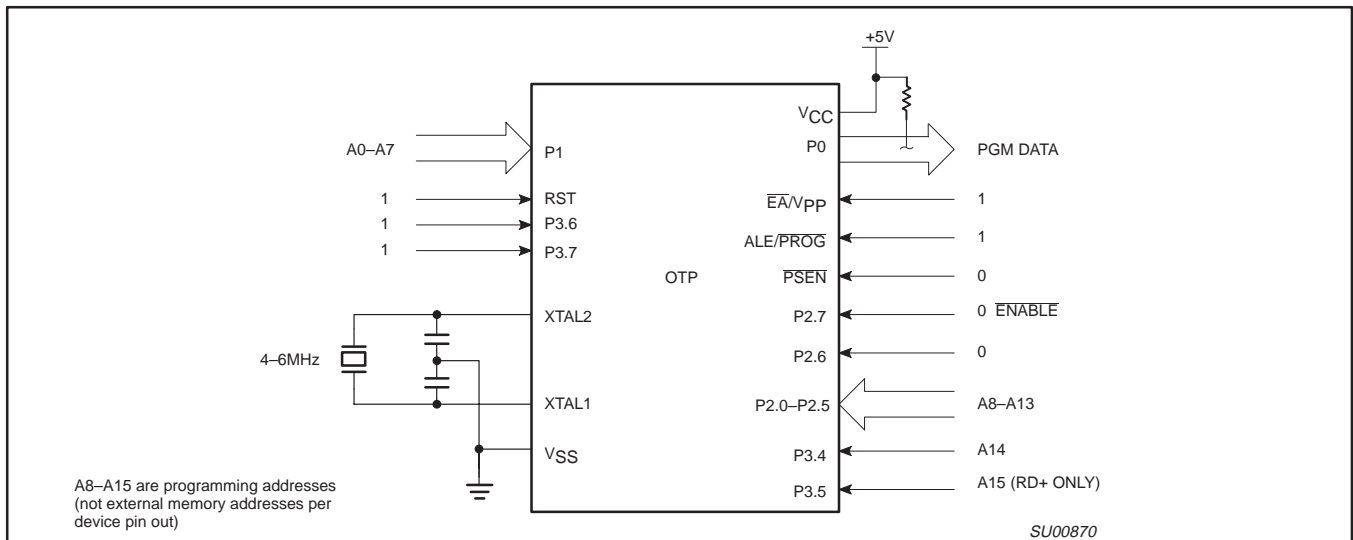 +5V
VCC
A0–A7
P1
P0
PGM DATA
1
RST
EA/VPP
1
1
P3.6
ALE/PROG
1
1
P3.7
OTP
PSEN
0
XTAL2
P2.7
0 ENABLE
4–6MHz
P2.6
0
XTAL1
P2.0–P2.5
A8–A13
VSS
P3.4
A14
P3.5
A15 (RD+ ONLY)
A8–A15 are programming addresses
(not external memory addresses per
device pin out)
SU00870